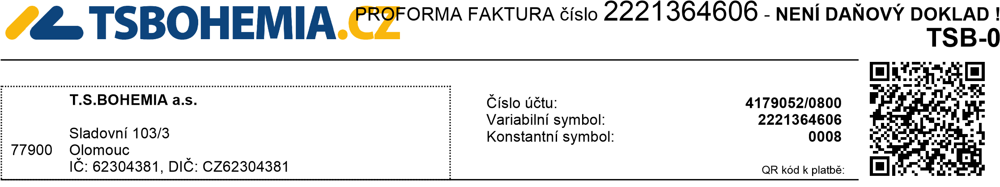 TSBOHEMIA.CZ
PROFORMA FAKTURA číslo 2221364606 - NENÍ DAŇOVÝ DOKLAD !
TSB-0
T.S.BOHEMIA a.s.
Sladovní 103/3
77900 Olomouc
IČ: 62304381, DIČ: CZ62304381
Číslo účtu: 4179052/0800
Variabilní symbol: 2221364606
Konstantní symbol: 0008
QR kód k platbě: